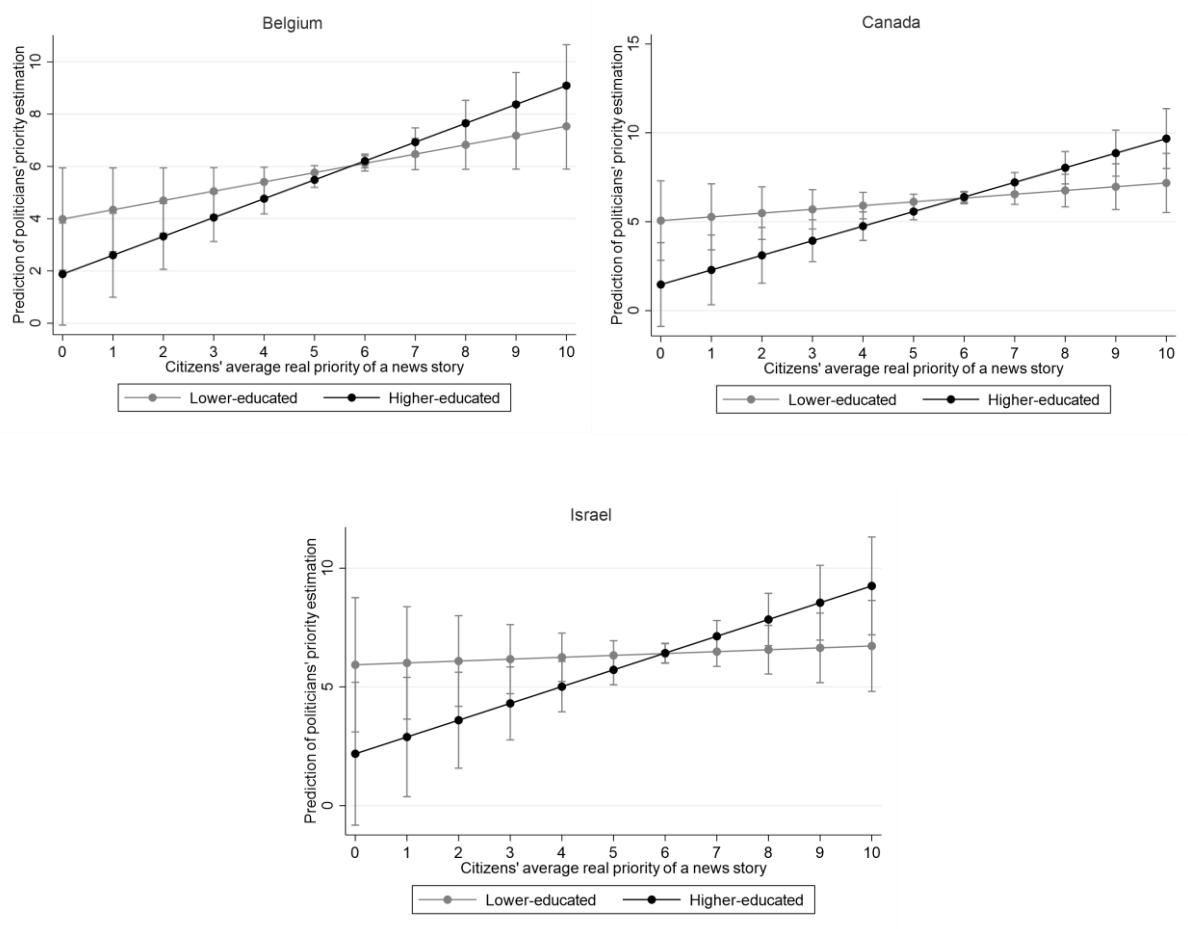 Belgium
Prediction of politicians' priority estimation
10
8
6
4
2
0
0 1 2 3 4 5 6 7 8 9 10
Citizens' average real priority of a news story
Lower-educated Higher-educated
Canada
Prediction of politicians' priority estimation
15
10
5
0
0 1 2 3 4 5 6 7 8 9 10
Citizens' average real priority of a news story
Lower-educated Higher-educated
Israel
Prediction of politicians' priority estimation
10
5
0
0 1 2 3 4 5 6 7 8 9 10
Citizens' average real priority of a news story
Lower-educated Higher-educated